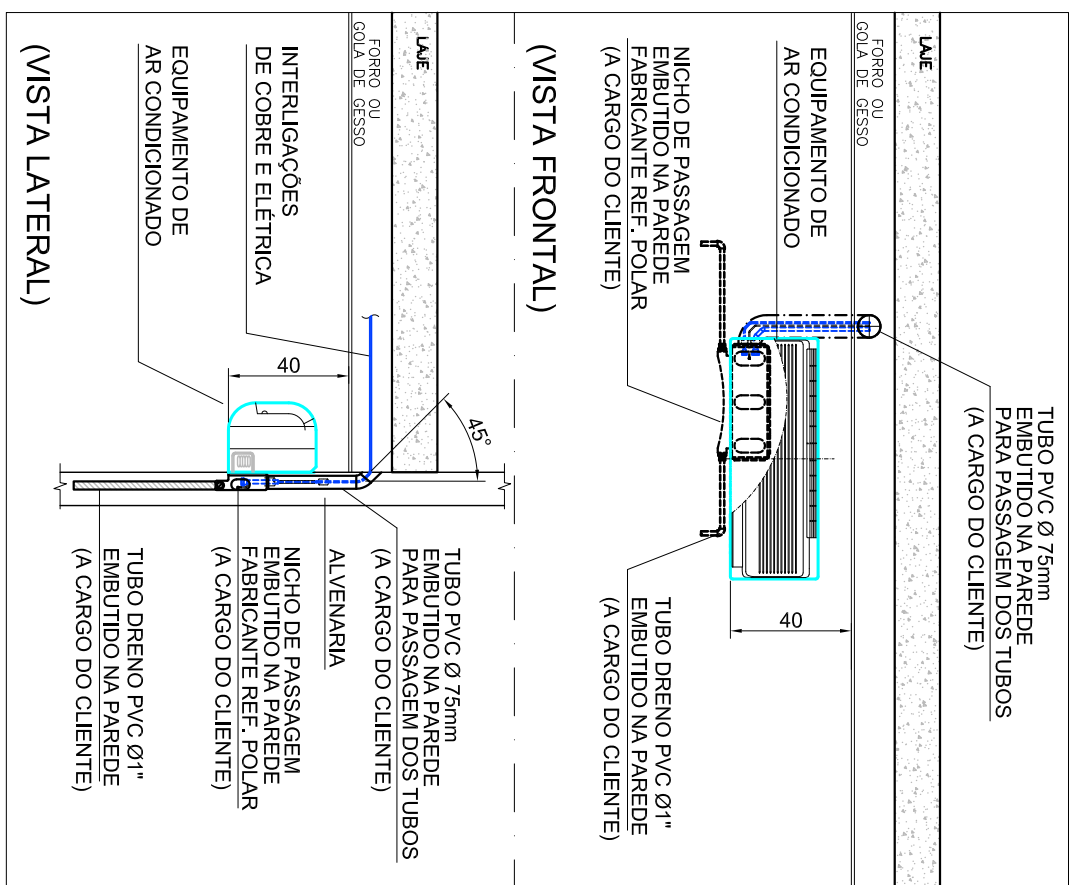 TUBO PVC Ø 75mm
EMBUTIDO NA PAREDE
PARA PASSAGEM DOS TUBOS
(A CARGO DO CLIENTE)
LAJE
FORRO OU
GOLA DE GESSO
EQUIPAMENTO DE
AR CONDICIONADO
40
NICHO DE PASSAGEM
EMBUTIDO NA PAREDE
FABRICANTE REF. POLAR
(A CARGO DO CLIENTE)
TUBO DRENO PVC Ø1"
EMBUTIDO NA PAREDE
(A CARGO DO CLIENTE)
(VISTA FRONTAL)
LAJE
FORRO OU
GOLA DE GESSO
45°
40
INTERLIGAÇÕES
DE COBRE E ELÉTRICA
EQUIPAMENTO DE
AR CONDICIONADO
TUBO PVC Ø 75mm
EMBUTIDO NA PAREDE
PARA PASSAGEM DOS TUBOS
(A CARGO DO CLIENTE)
ALVENARIA
NICHO DE PASSAGEM
EMBUTIDO NA PAREDE
FABRICANTE REF. POLAR
(A CARGO DO CLIENTE)
TUBO DRENO PVC Ø1"
EMBUTIDO NA PAREDE
(A CARGO DO CLIENTE)
(VISTA LATERAL)